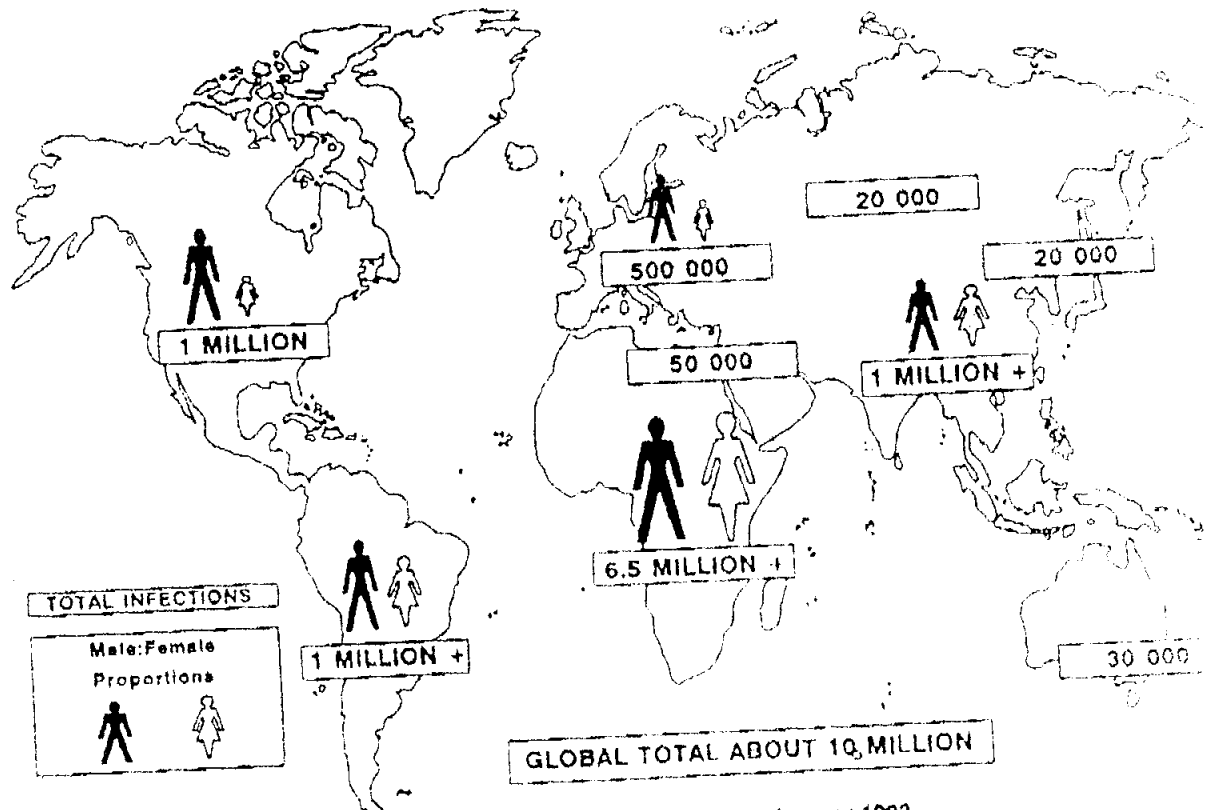 20 000
20 000
500 000
1 MILLION
50 000
1 MILLION +
6.5 MILLION +
TOTAL INFECTIONS
Male:Female
Proportions
1 MILLION +
30 000
GLOBAL TOTAL ABOUT 10 MILLION